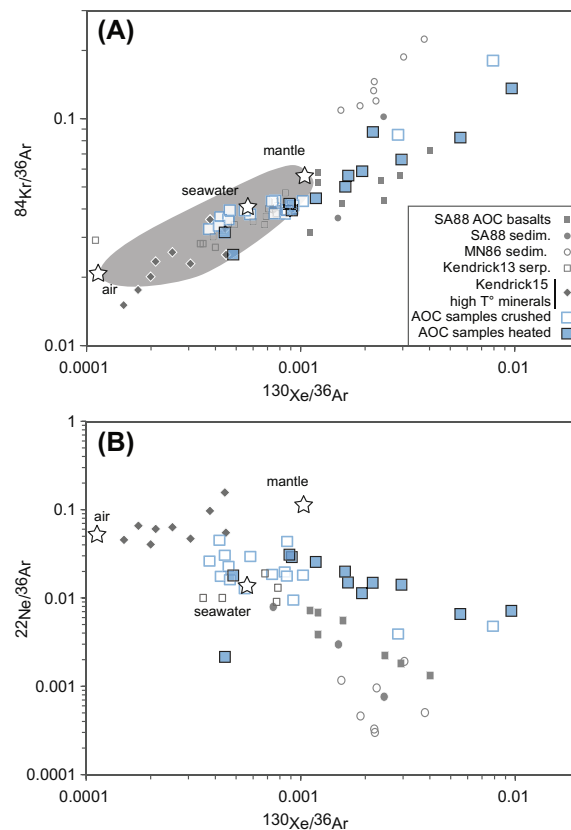 (A)
84Kr/36Ar
0.1
0.01
mantle
seawater
air
SA88 AOC basalts
SA88 sedim.
MN86 sedim.
Kendrick13 serp.
Kendrick15
high T° minerals
AOC samples crushed
AOC samples heated
0.0001
0.001
0.01
130Xe/36Ar
(B)
22Ne/36Ar
1
0.1
0.01
0.001
0.0001
air
mantle
seawater
0.0001
0.001
0.01
130Xe/36Ar